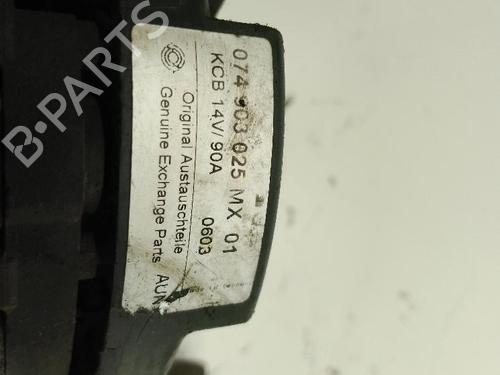 074 903 025 MX 01
KCB 14V/ 90A 0603
Original Austauschteile
Genuine Exchange Parts
B-PARTS